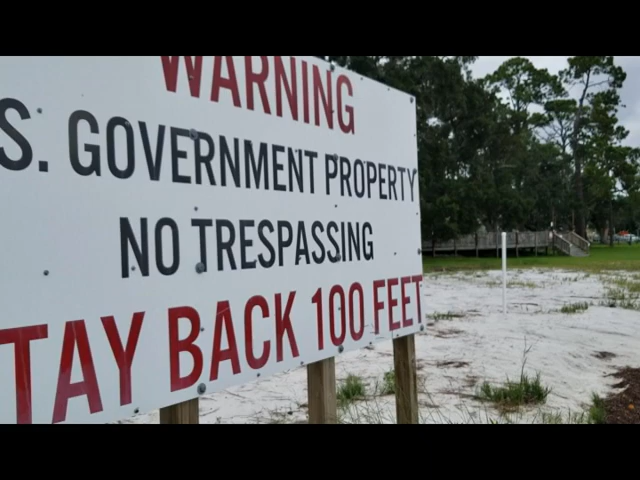 WARNING
S. GOVERNMENT PROPERTY
NO TRESPASSING
TAY BACK 100 FEET